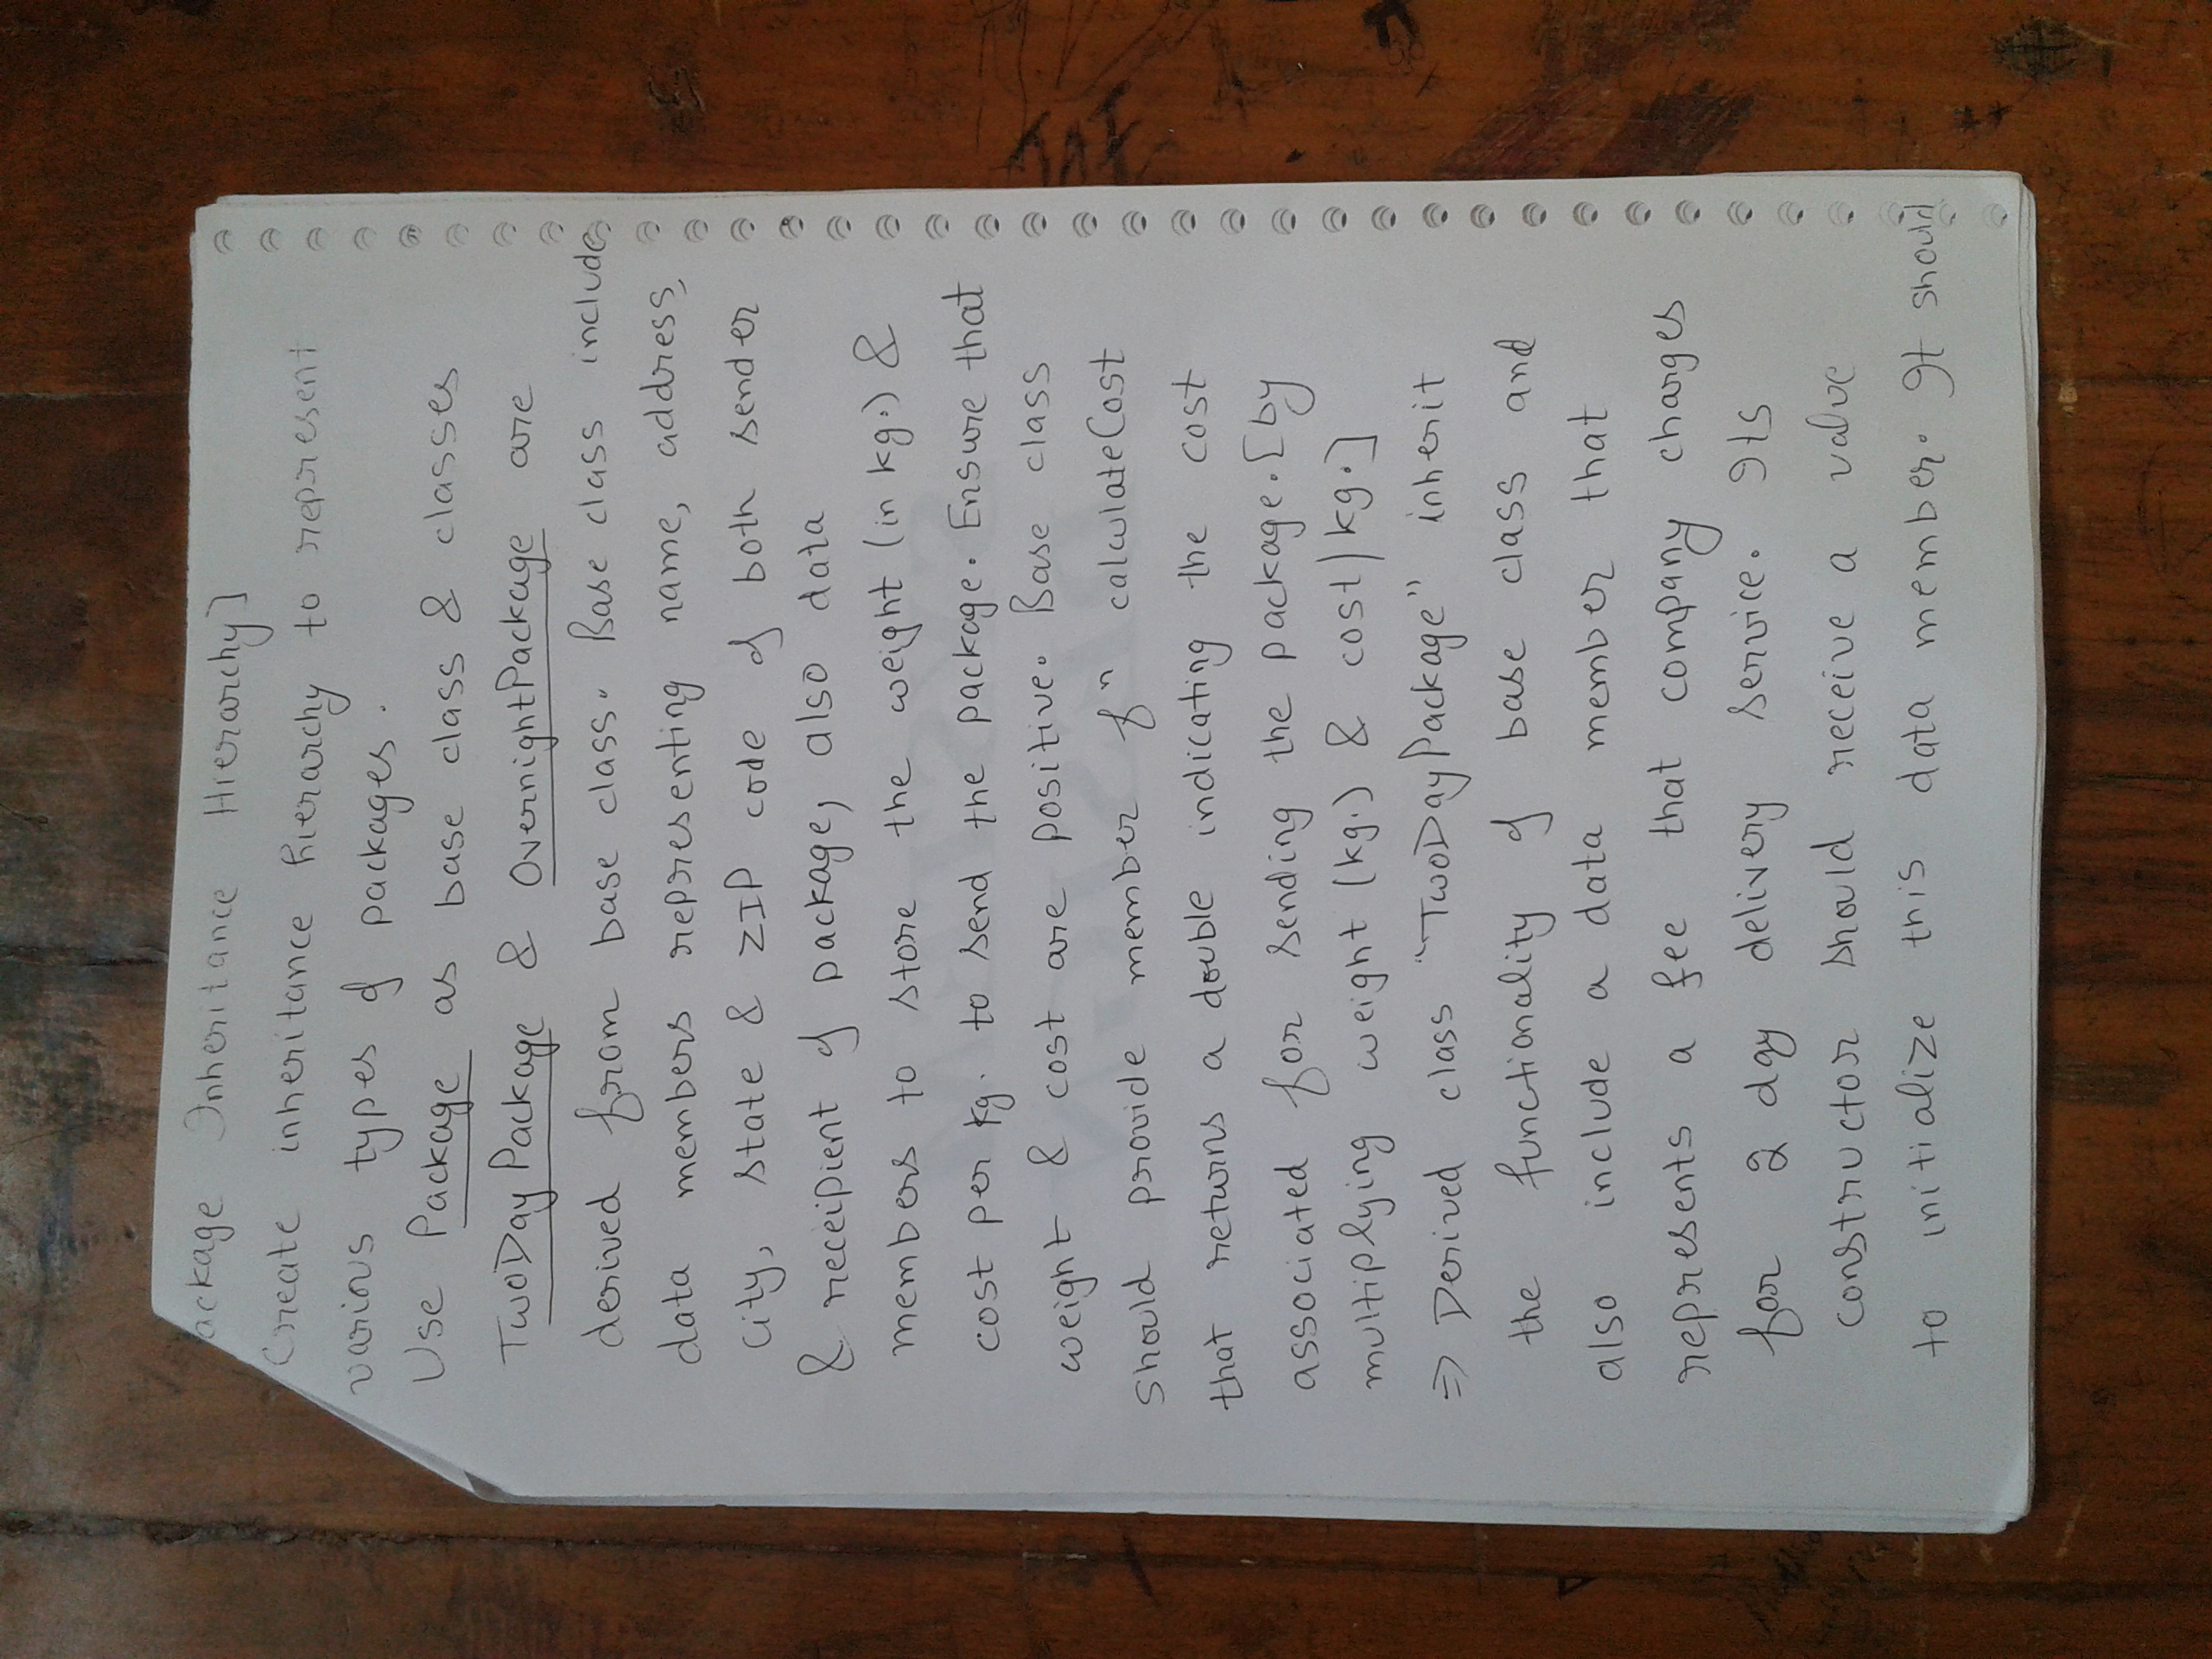 ackage Inheritance Hierarchy]
Create inheritance hierarchy to represent
various types of packages.
Use Package as base class & classes
TwoDayPackage & OvernightPackage are
derived from base class. Base class include
data members representing name, address,
city, state & ZIP code of both sender
& receipient of package, also data
members to store the weight (in kg.) &
cost per kg. to send the package. Ensure that
weight & cost are positive. Base class
should provide member fⁿ calculateCost
that returns a double indicating the cost
associated for sending the package. [by
multiplying weight (kg.) & cost/kg.]
⇒ Derived class "TwoDayPackage" inherit
the functionality of base class and
also include a data member that
represents a fee that company charges
for 2 day delivery service. Its
constructor should receive a value
to initialize this data member. It should